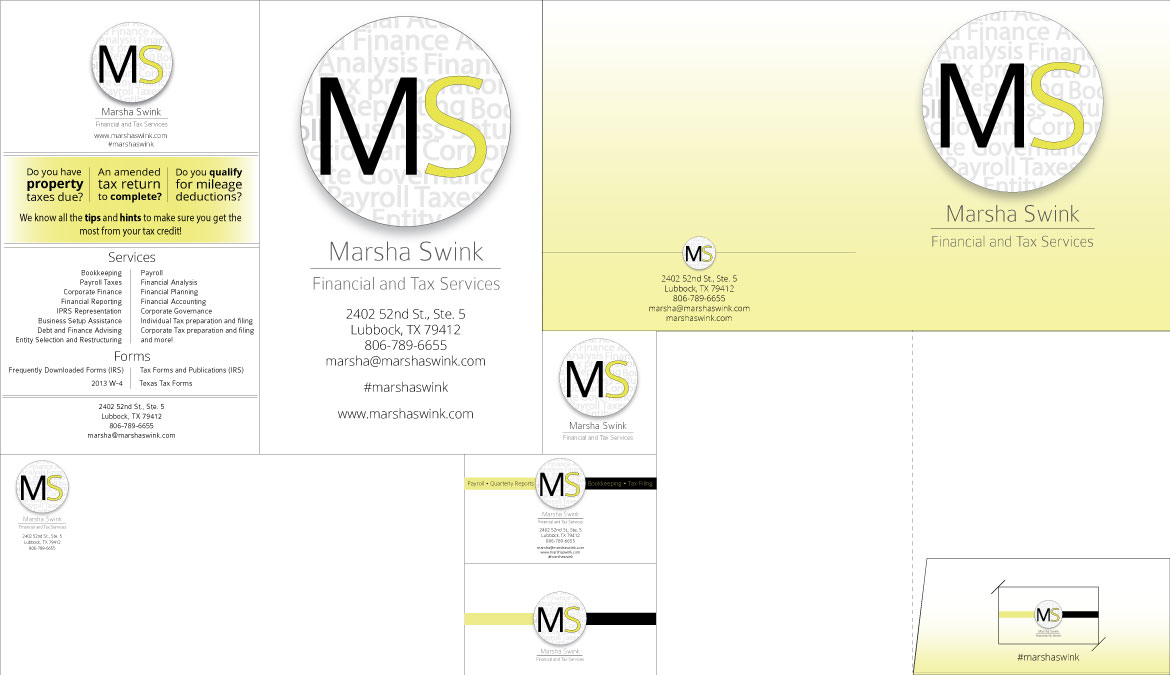 MS
Marsha Swink
Financial and Tax Services
www.marshaswink.com
#marshaswink
Do you have
property
taxes due?
An amended
tax return
to complete?
Do you qualify
for mileage
deductions?
We know all the tips and hints to make sure you get the
most from your tax credit!
Services
Bookkeeping
Payroll Taxes
Corporate Finance
Financial Reporting
IPRS Representation
Business Setup Assistance
Debt and Finance Advising
Entity Selection and Restructuring
Payroll
Financial Analysis
Financial Planning
Financial Accounting
Corporate Governance
Individual Tax preparation and filing
Corporate Tax preparation and filing
and more!
Forms
Frequently Downloaded Forms (IRS)
2013 W-4
Tax Forms and Publications (IRS)
Texas Tax Forms
2402 52nd St., Ste. 5
Lubbock, TX 79412
806-789-6655
marsha@marshaswink.com
MS
Marsha Swink
Financial and Tax Services
2402 52nd St., Ste. 5
Lubbock, TX 79412
806-789-6655
marsha@marshaswink.com
#marshaswink
www.marshaswink.com
MS
2402 52nd St., Ste. 5
Lubbock, TX 79412
806-789-6655
marsha@marshaswink.com
marshaswink.com
MS
Marsha Swink
Financial and Tax Services
MS
Marsha Swink
Financial and Tax Services
MS
Marsha Swink
Financial and Tax Services
2402 52nd St., Ste. 5
Lubbock, TX 79412
806-789-6655
Payroll • Quarterly Reports
MS
Bookkeeping • Tax Filing
Marsha Swink
Financial and Tax Services
2402 52nd St., Ste. 5
Lubbock, TX 79412
806-789-6655
marsha@marshaswink.com
www.marshaswink.com
#marshaswink
MS
Marsha Swink
Financial and Tax Services
MS
Marsha Swink
#marshaswink